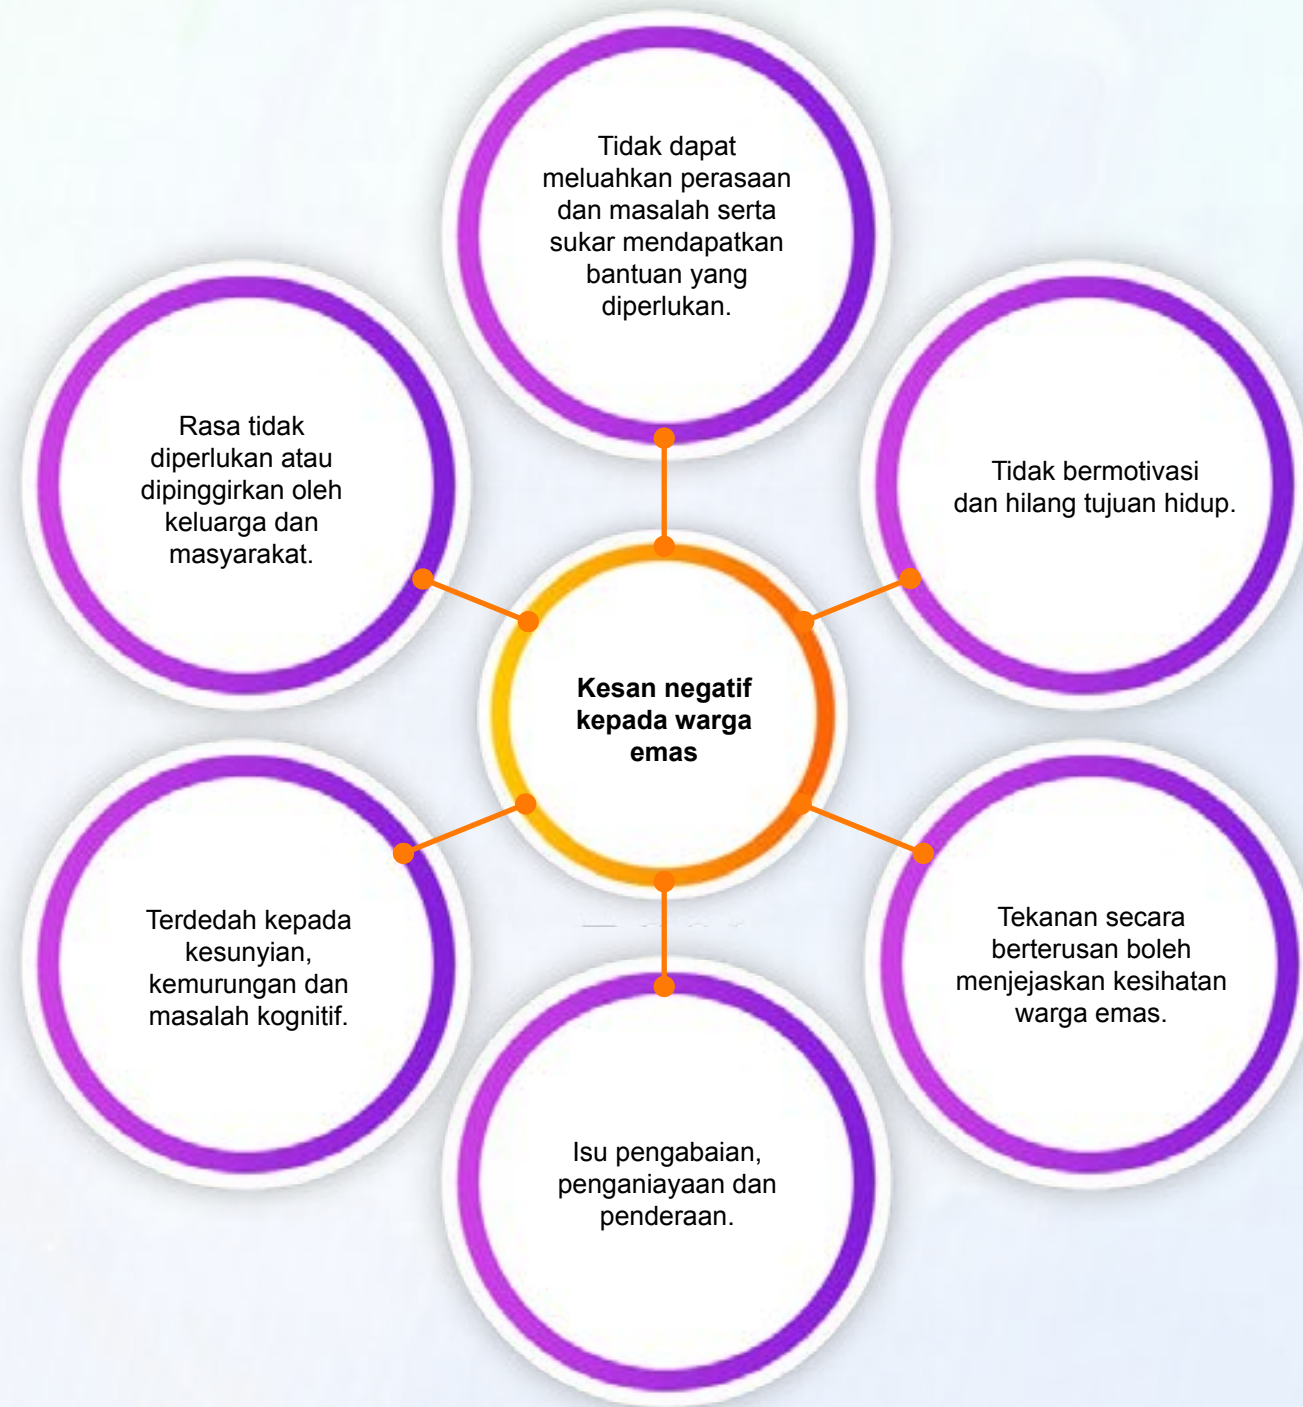 Tidak dapat
meluahkan perasaan
dan masalah serta
sukar mendapatkan
bantuan yang
diperlukan.
Rasa tidak
diperlukan atau
dipinggirkan oleh
keluarga dan
masyarakat.
Tidak bermotivasi
dan hilang tujuan hidup.
Kesan negatif
kepada warga
emas
Terdedah kepada
kesunyian,
kemurungan dan
masalah kognitif.
Tekanan secara
berterusan boleh
menjejaskan kesihatan
warga emas.
Isu pengabaian,
penganiayaan dan
penderaan.